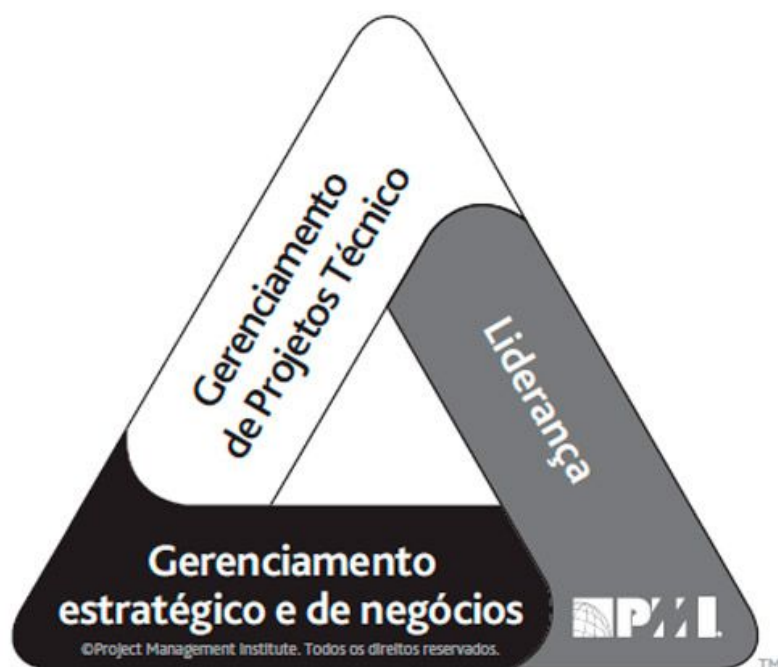 Gerenciamento
de Projetos Técnico
Liderança
Gerenciamento
estratégico e de negócios
©Project Management Institute. Todos os direitos reservados.
PMI.
TM